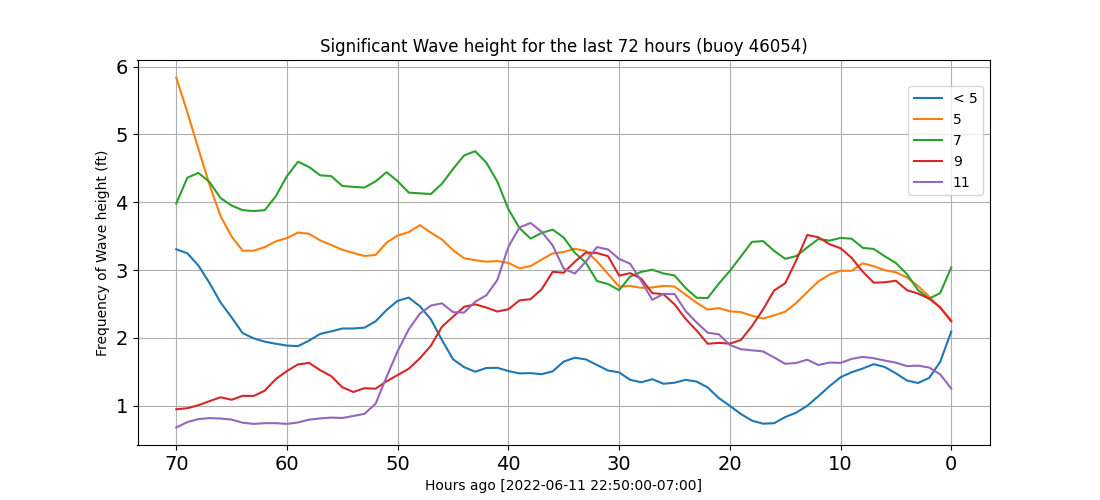 Significant Wave height for the last 72 hours (buoy 46054)
Frequency of Wave height (ft)
6
5
4
3
2
1
< 5
5
7
9
11
70 60 50 40 30 20 10 0
Hours ago [2022-06-11 22:50:00-07:00]